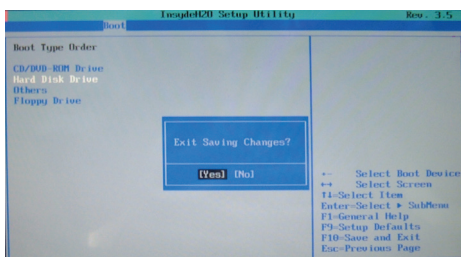 InsydeH2O Setup Utility Rev. 3.5
Boot
Boot Type Order
CD/DVD-ROM Drive
Hard Disk Drive
Others
Floppy Drive
Exit Saving Changes?
[Yes] [No]
←→ Select Boot Device
↔ Select Screen
↑↓-Select Item
Enter-Select ▶ SubMenu
F1-General Help
F9-Setup Defaults
F10-Save and Exit
Esc-Previous Page